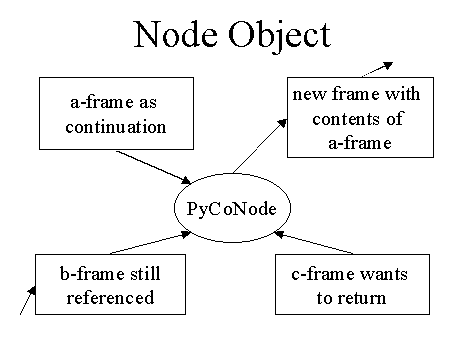 Node Object
a-frame as
continuation
new frame with
contents of
a-frame
PyCoNode
b-frame still
referenced
c-frame wants
to return